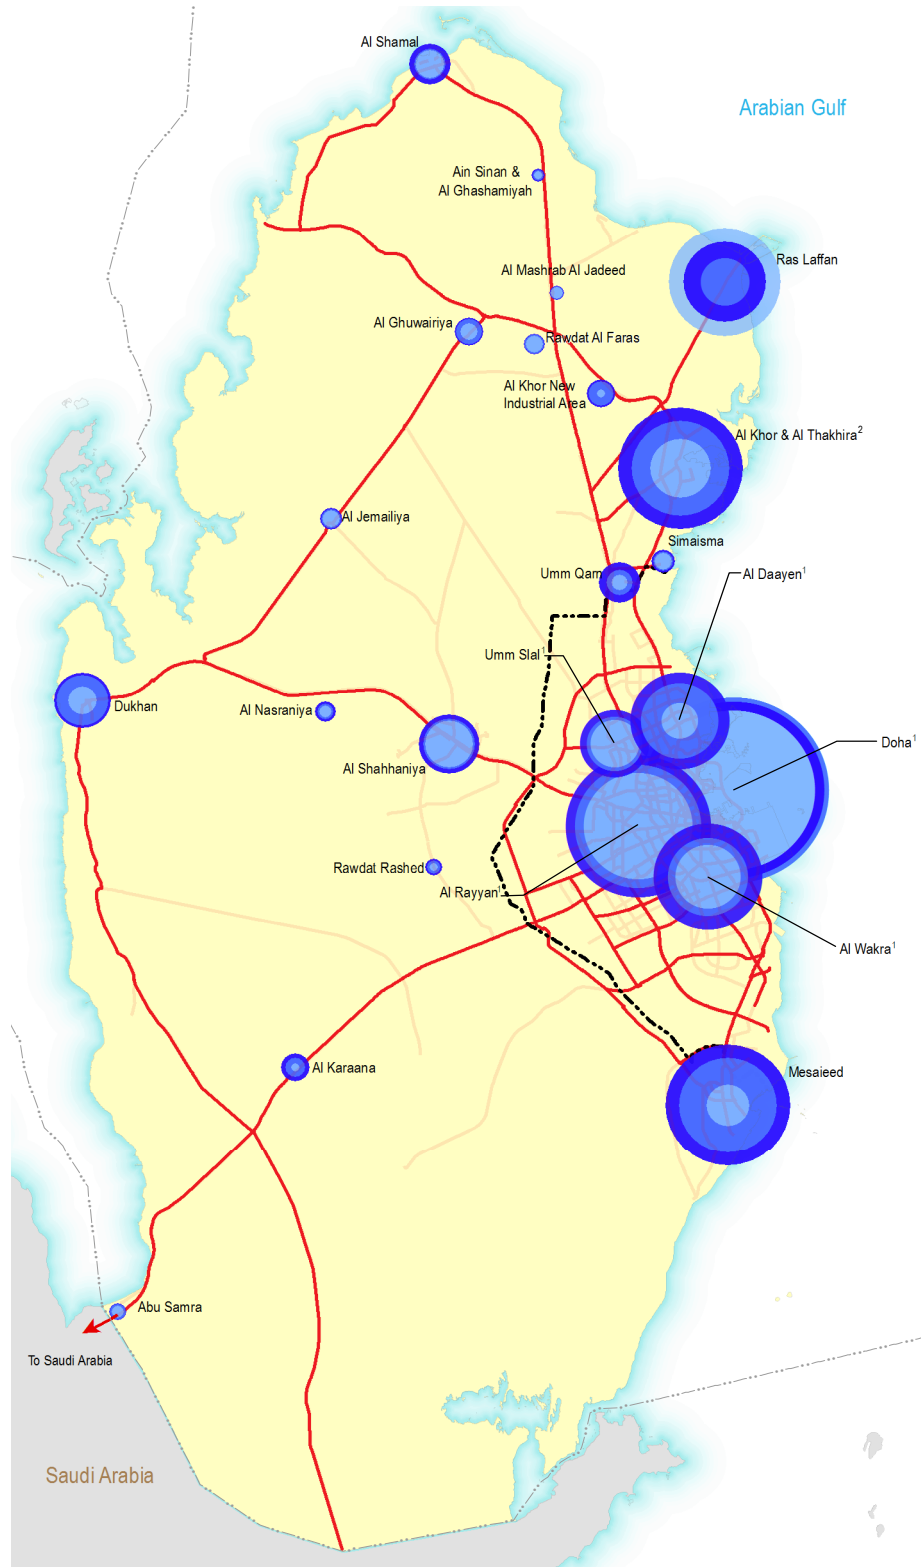 Al Shamal
Arabian Gulf
Ain Sinan &
Al Ghashamiyah
Ras Laffan
Al Mashrab Al Jadeed
Al Ghuwairiya
Rawdat Al Faras
Al Khor New
Industrial Area
Al Khor & Al Thakhira²
Al Jemailiya
Simaisma
Umm Qarn
Al Daayen¹
Umm Slal¹
Dukhan
Al Nasraniya
Doha¹
Al Shahhaniya
Rawdat Rashed
Al Rayyan¹
Al Wakra¹
Al Karaana
Mesaieed
Abu Samra
To Saudi Arabia
Saudi Arabia